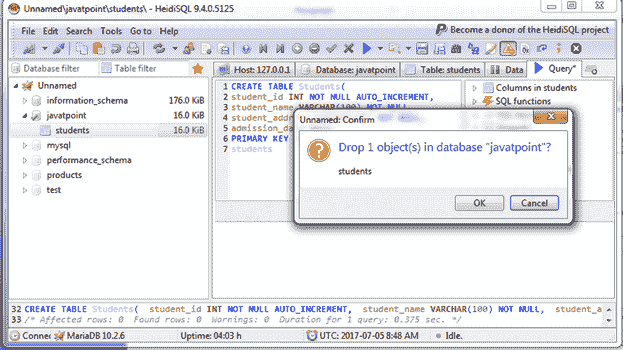 Unnamed\javatpoint\students\ - HeidiSQL 9.4.0.5125
File Edit Search Tools Go to Help
Become a donor of the HeidiSQL project
Database filter Table filter
Host: 127.0.0.1 Database: javatpoint Table: students Data Query*
Unnamed
information_schema 176.0 KiB
javatpoint 16.0 KiB
students 16.0 KiB
mysql
performance_schema
products
test
1 CREATE TABLE Students(
2 student_id INT NOT NULL AUTO_INCREMENT,
3 student_name VARCHAR(100) NOT NULL,
4 student_addr
5 admission_da
6 PRIMARY KEY
7 students
Columns in students
SQL functions
Unnamed: Confirm
Drop 1 object(s) in database "javatpoint"?
students
OK Cancel
32 CREATE TABLE Students( student_id INT NOT NULL AUTO_INCREMENT, student_name VARCHAR(100) NOT NULL, student_a
33 /* Affected rows: 0 Found rows: 0 Warnings: 0 Duration for 1 query: 0.375 sec. */
Connec MariaDB 10.2.6 Uptime: 04:03 h UTC: 2017-07-05 8:48 AM Idle.